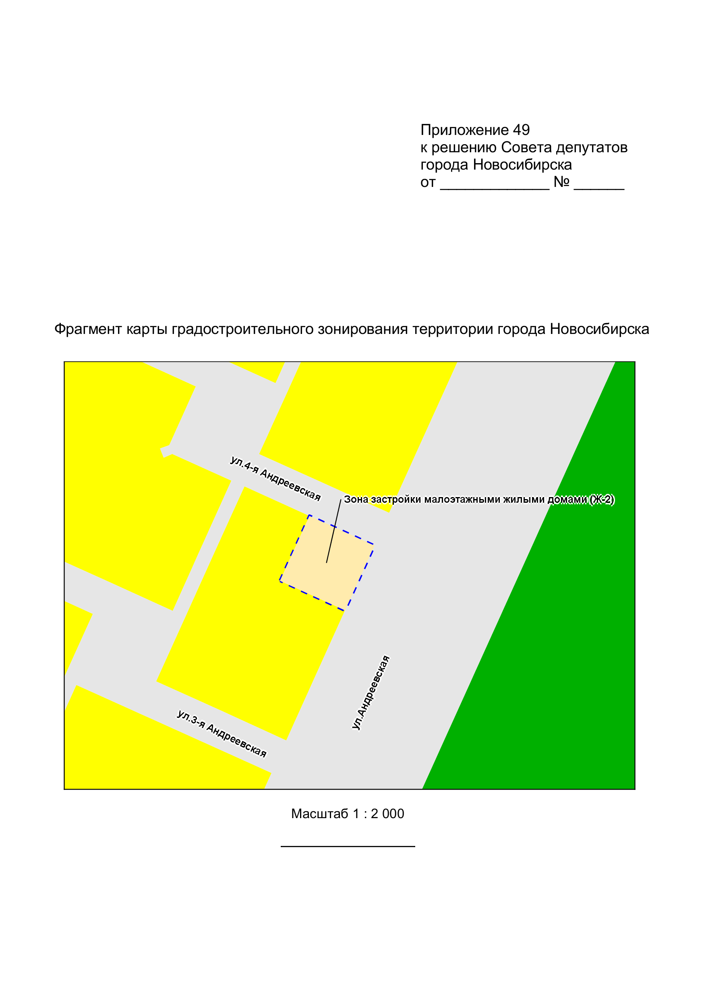 Приложение 49
к решению Совета депутатов
города Новосибирска
от _____________ № ______
Фрагмент карты градостроительного зонирования территории города Новосибирска
ул.4-я Андреевская
Зона застройки малоэтажными жилыми домами (Ж-2)
ул.Андреевская
ул.3-я Андреевская
Масштаб 1 : 2 000